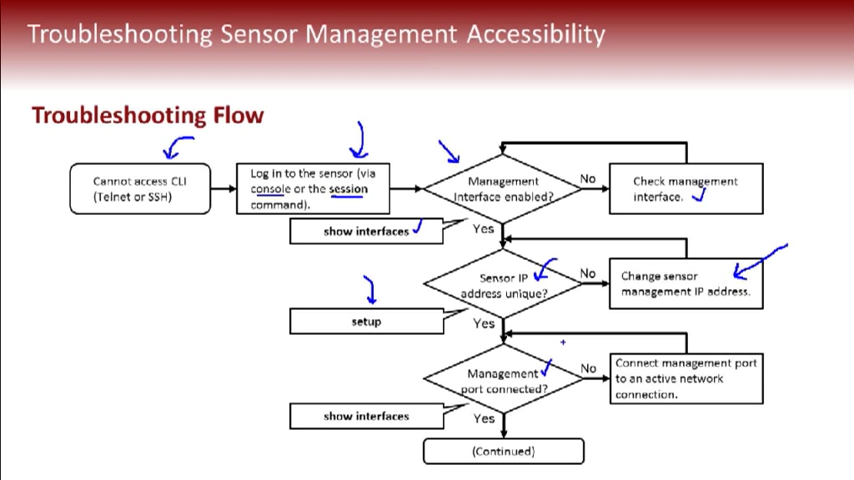 Troubleshooting Sensor Management Accessibility
Troubleshooting Flow
Cannot access CLI
(Telnet or SSH)
Log in to the sensor (via
console or the session
command).
Management
Interface enabled?
No
Check management
interface.
show interfaces
Yes
Sensor IP
address unique?
No
Change sensor
management IP address.
setup
Yes
Management
port connected?
No
Connect management port
to an active network
connection.
show interfaces
Yes
(Continued)